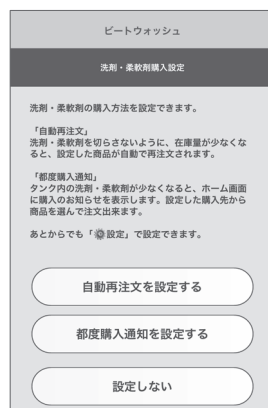 ビートウォッシュ
洗剤・柔軟剤購入設定
洗剤・柔軟剤の購入方法を設定できます。
「自動再注文」
洗剤・柔軟剤を切らさないように、在庫量が少なくな
ると、設定した商品が自動で再注文されます。
「都度購入通知」
タンク内の洗剤・柔軟剤が少なくなると、ホーム画面
に購入のお知らせを表示します。設定した購入先から
商品を選んで注文出来ます。
あとからでも「設定」で設定できます。
自動再注文を設定する
都度購入通知を設定する
設定しない